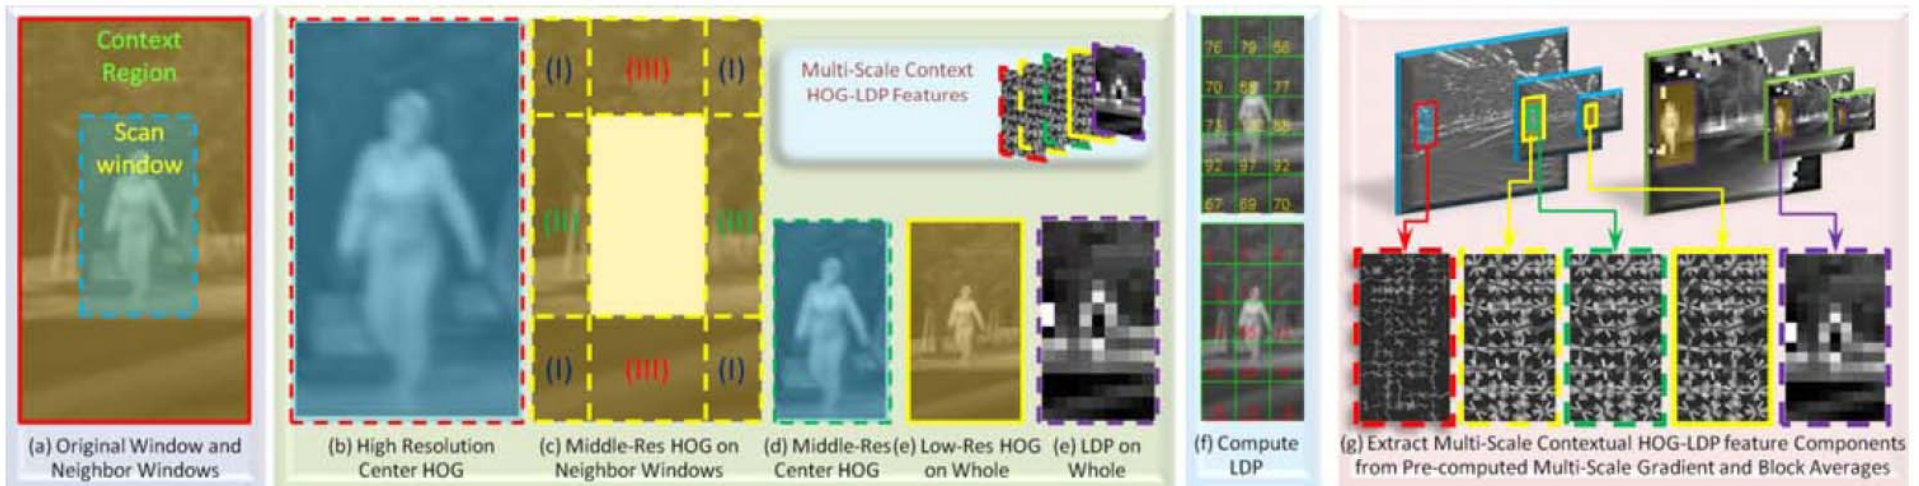 Context
Region
Scan
window
(a) Original Window and
Neighbor Windows
(b) High Resolution
Center HOG
(I) (III) (I)
(II) (II)
(I) (III) (I)
(c) Middle-Res HOG on
Neighbor Windows
Multi-Scale Context
HOG-LDP Features
(d) Middle-Res
Center HOG
(e) Low-Res HOG
on Whole
(e) LDP on
Whole
76 79 56
70 68 77
92 97 92
67 69 70
(f) Compute
LDP
(g) Extract Multi-Scale Contextual HOG-LDP feature Components
from Pre-computed Multi-Scale Gradient and Block Averages